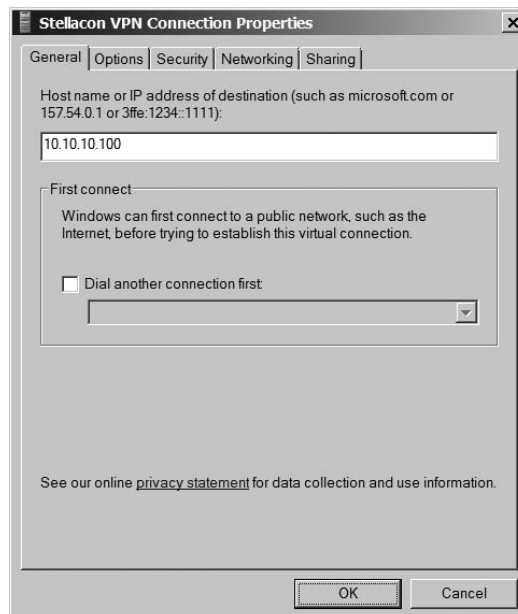 Stellacon VPN Connection Properties
General Options Security Networking Sharing
Host name or IP address of destination (such as microsoft.com or
157.54.0.1 or 3ffe:1234::1111):
10.10.10.100
First connect
Windows can first connect to a public network, such as the
Internet, before trying to establish this virtual connection.
Dial another connection first:
See our online privacy statement for data collection and use information.
OK Cancel